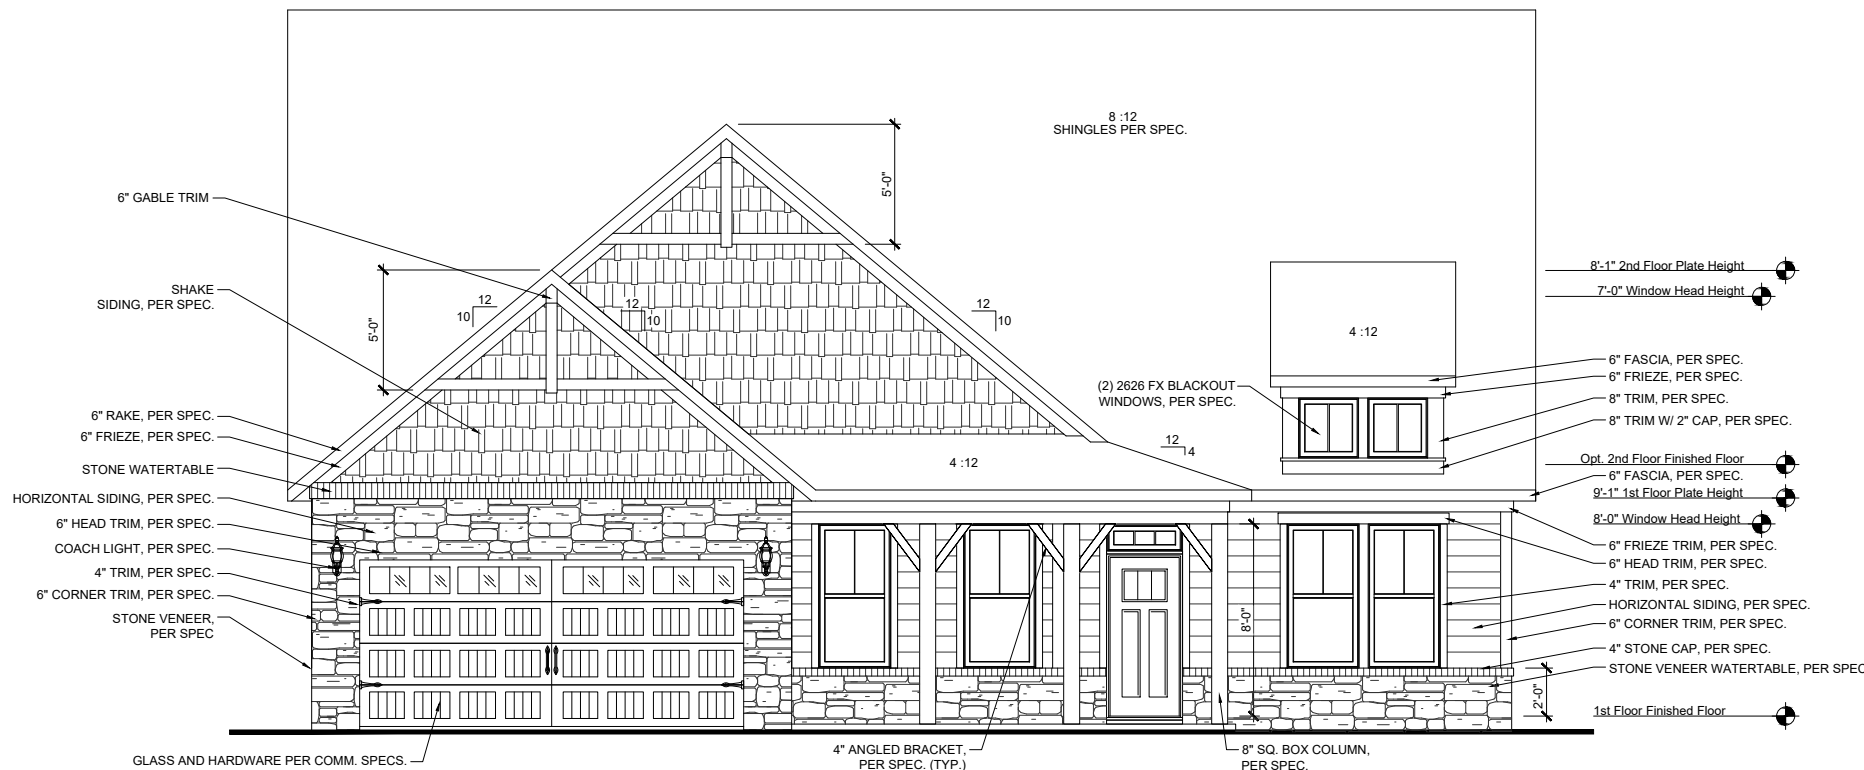 8 :12
SHINGLES PER SPEC.
6" GABLE TRIM
5'-0"
SHAKE
SIDING, PER SPEC.
5'-0"
12
10
12
10
12
10
8'-1" 2nd Floor Plate Height
7'-0" Window Head Height
4 :12
6" FASCIA, PER SPEC.
6" FRIEZE, PER SPEC.
(2) 2626 FX BLACKOUT
WINDOWS, PER SPEC.
8" TRIM, PER SPEC.
8" TRIM W/ 2" CAP, PER SPEC.
6" RAKE, PER SPEC.
6" FRIEZE, PER SPEC.
12
4
4 :12
Opt. 2nd Floor Finished Floor
STONE WATERTABLE
6" FASCIA, PER SPEC.
HORIZONTAL SIDING, PER SPEC.
9'-1" 1st Floor Plate Height
6" HEAD TRIM, PER SPEC.
8'-0" Window Head Height
COACH LIGHT, PER SPEC.
6" FRIEZE TRIM, PER SPEC.
6" HEAD TRIM, PER SPEC.
4" TRIM, PER SPEC.
4" TRIM, PER SPEC.
6" CORNER TRIM, PER SPEC.
HORIZONTAL SIDING, PER SPEC.
STONE VENEER,
PER SPEC
8'-0"
6" CORNER TRIM, PER SPEC.
4" STONE CAP, PER SPEC.
STONE VENEER WATERTABLE, PER SPEC
2'-0"
1st Floor Finished Floor
GLASS AND HARDWARE PER COMM. SPECS.
4" ANGLED BRACKET,
PER SPEC. (TYP.)
8" SQ. BOX COLUMN,
PER SPEC.